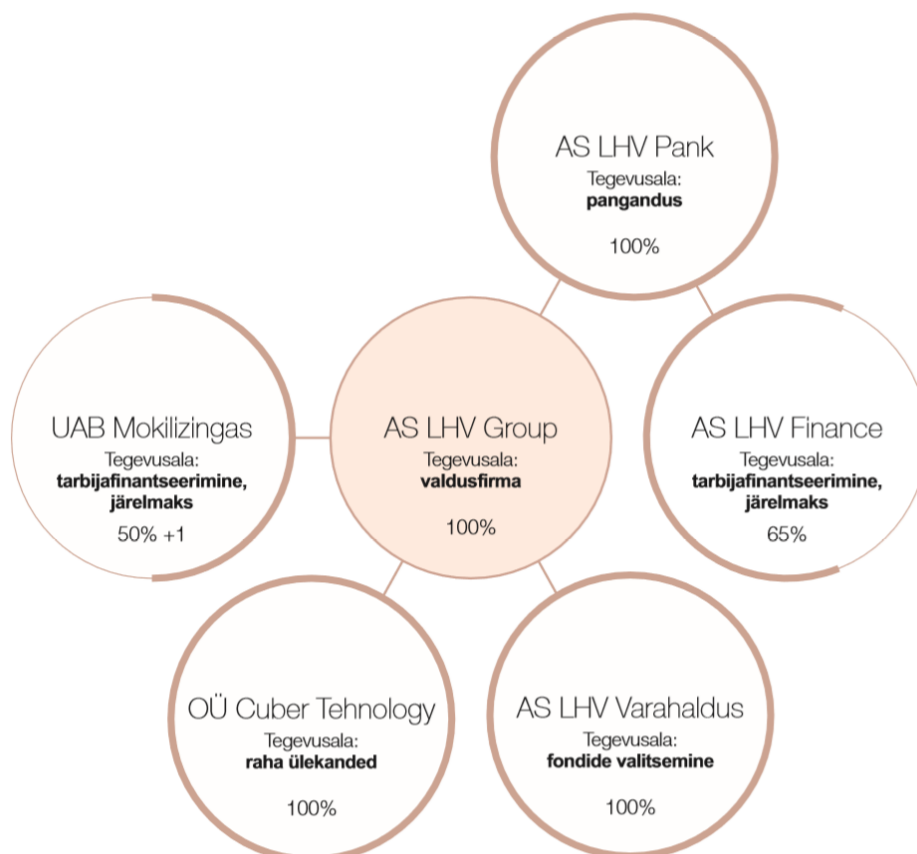 AS LHV Pank
Tegevusala:
pangandus
100%
UAB Mokilizingas
Tegevusala:
tarbijafinantseerimine,
järelmaks
50% +1
AS LHV Group
Tegevusala:
valdusfirma
100%
AS LHV Finance
Tegevusala:
tarbijafinantseerimine,
järelmaks
65%
OÜ Cuber Tehnology
Tegevusala:
raha ülekanded
100%
AS LHV Varahaldus
Tegevusala:
fondide valitsemine
100%